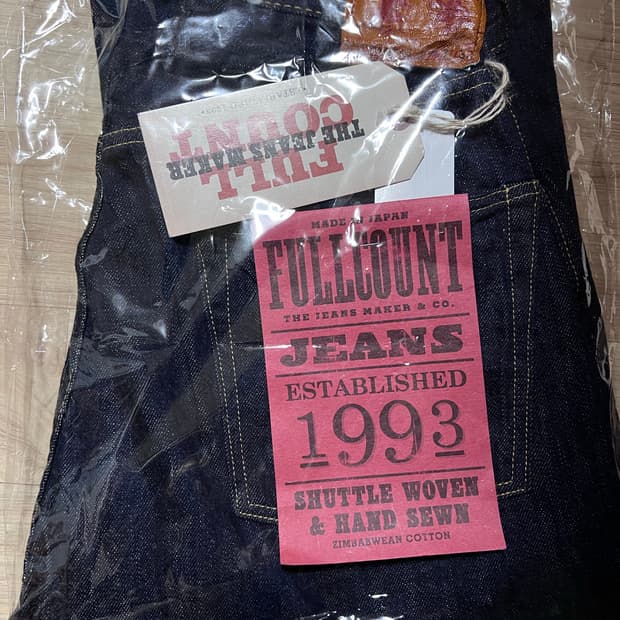 FULL
COUNT
THE JEANS MAKER
MADE IN JAPAN
FULLCOUNT
THE JEANS MAKER & CO.
JEANS
ESTABLISHED
1993
SHUTTLE WOVEN
& HAND SEWN
ZIMBABWEAN COTTON